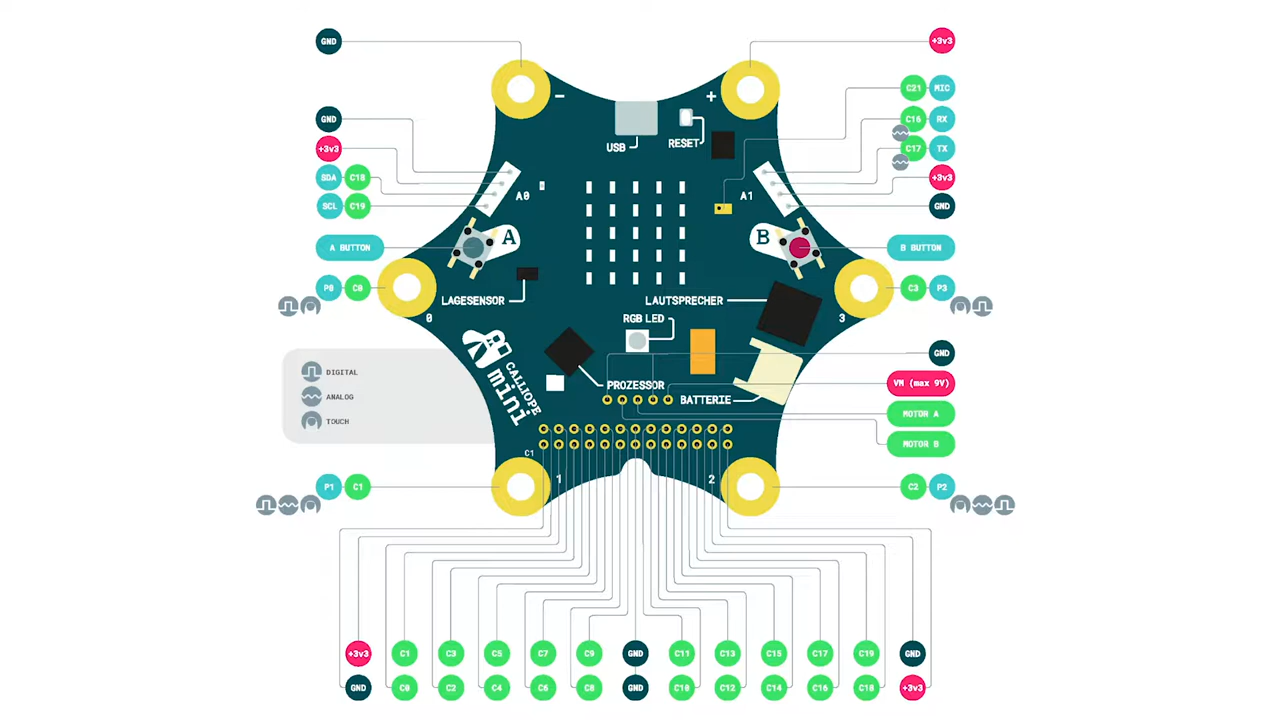 GND
+3v3
C21 MIC
GND
C16 RX
+3v3
C17 TX
SDA C18
+3v3
SCL C19
GND
- +
USB
RESET
A0
A1
A BUTTON
A
B
B BUTTON
P0 C0
C3 P3
LAGESENSOR
LAUTSPRECHER
0
3
RGB LED
GND
DIGITAL
ANALOG
TOUCH
CALLIOPE
mini
PROZESSOR
BATTERIE
VM (max 9V)
MOTOR A
MOTOR B
C1
1
2
P1 C1
C2 P2
+3v3 C1 C3 C5 C7 C9 GND C11 C13 C15 C17 C19 GND
GND C0 C2 C4 C6 C8 GND C10 C12 C14 C16 C18 +3v3